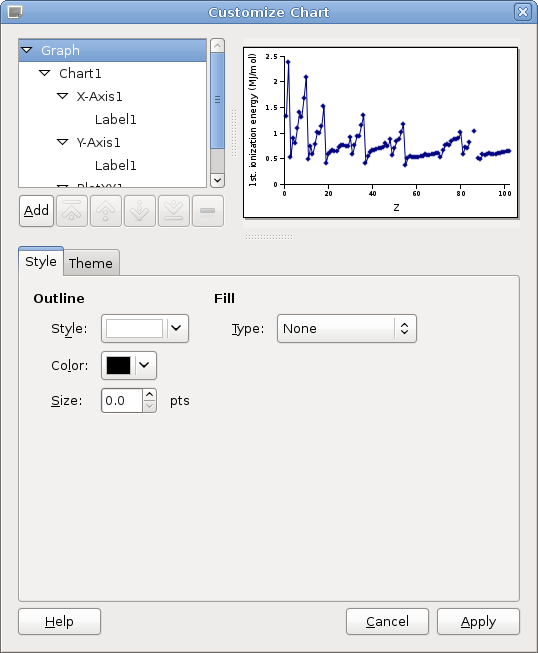 Customize Chart
Graph
Chart1
X-Axis1
Label1
Y-Axis1
Label1
PlotXY1
Add
1st. ionization energy (MJ/mol)
2.5
2
1.5
1
0.5
0
0 20 40 60 80 100
Z
Style Theme
Outline Fill
Style: Type: None
Color:
Size: 0.0 pts
Help Cancel Apply